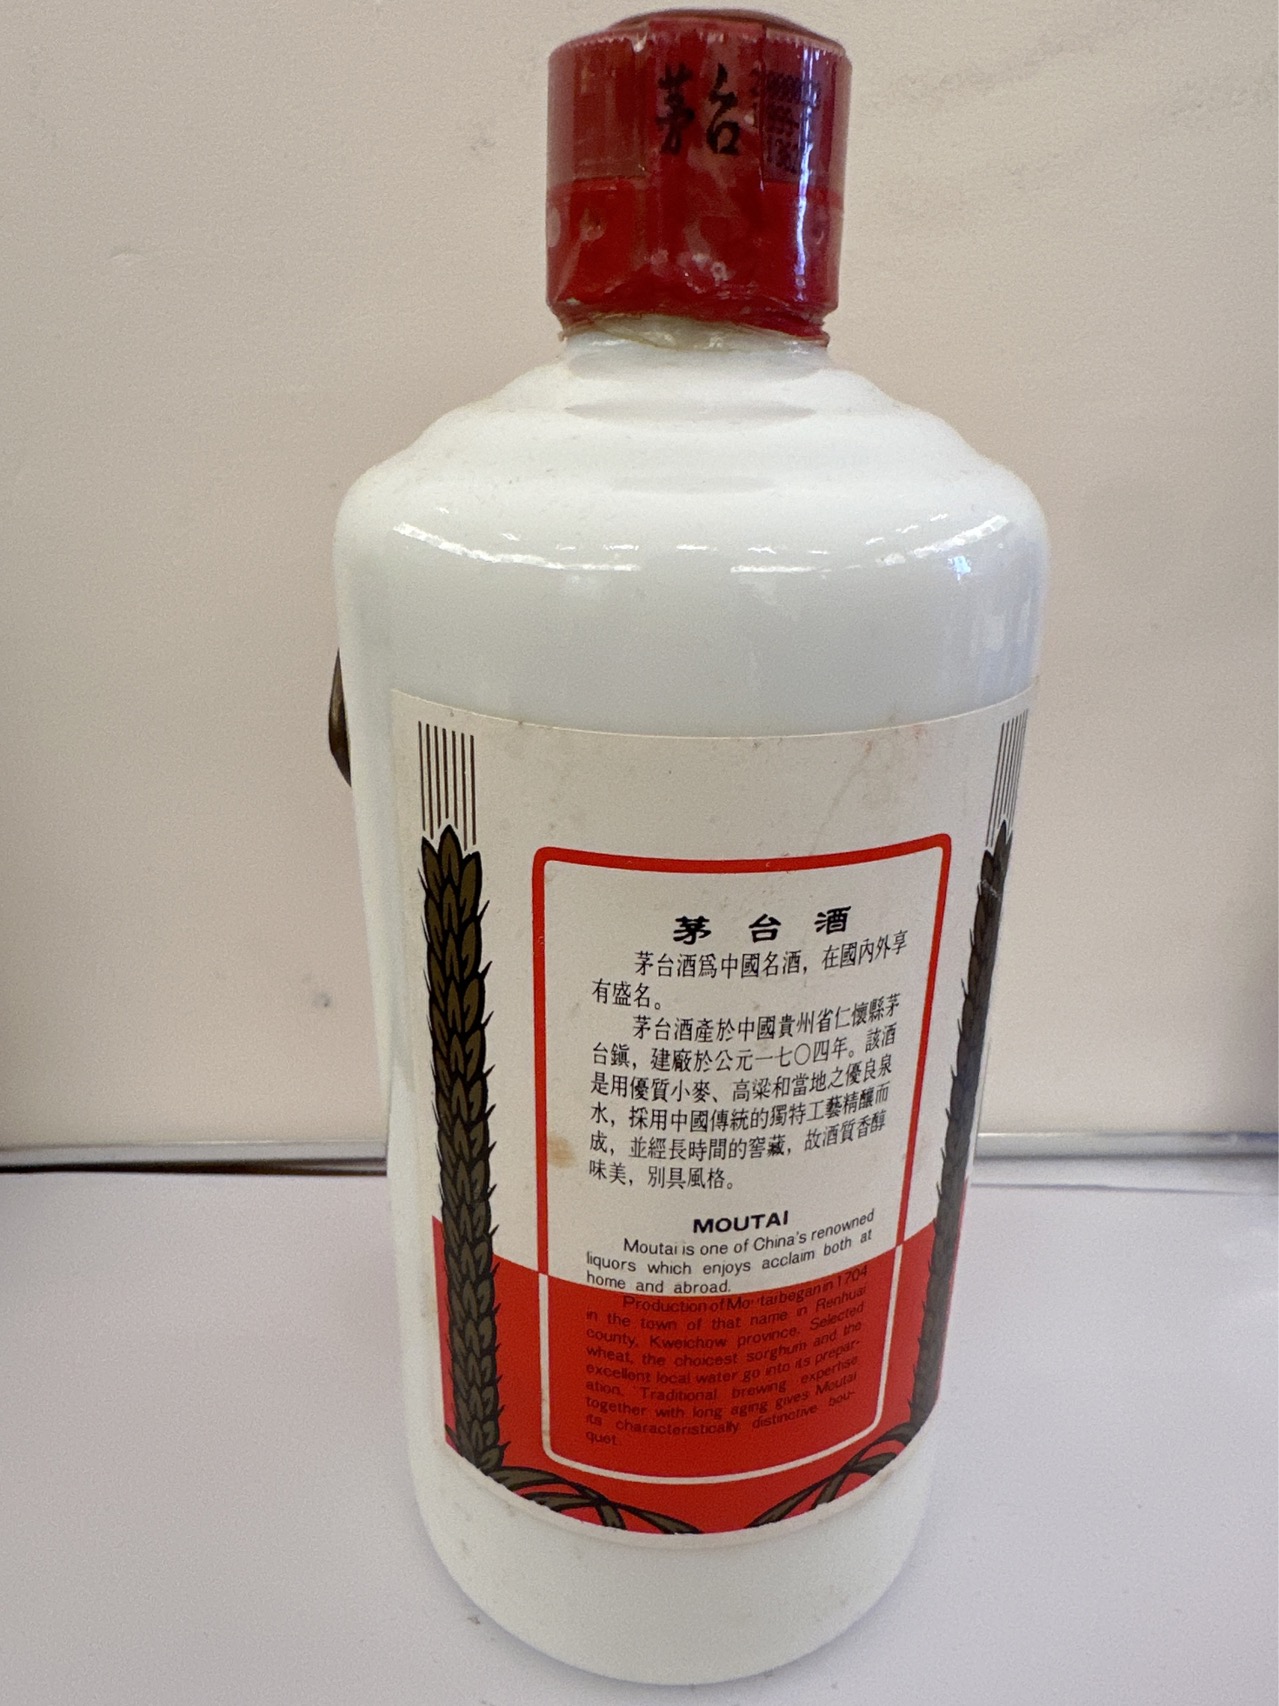 茅台
茅台酒
茅台酒爲中國名酒，在國內外享
有盛名。
茅台酒產於中國貴州省仁懷縣茅
台鎭，建廠於公元一七〇四年。該酒
是用優質小麥、高粱和當地之優良泉
水，採用中國傳統的獨特工藝精釀而
成，並經長時間的窖藏，故酒質香醇
味美，別具風格。
MOUTAI
Moutai is one of China's renowned
liquors which enjoys acclaim both at
home and abroad.
Production of Moutai began in 1704
in the town of that name in Renhuai
county, Kweichow province. Selected
wheat, the choicest sorghum and the
excellent local water go into its prepar-
ation. Traditional brewing expertise
together with long aging gives Moutai
its characteristically distinctive bou-
quet.